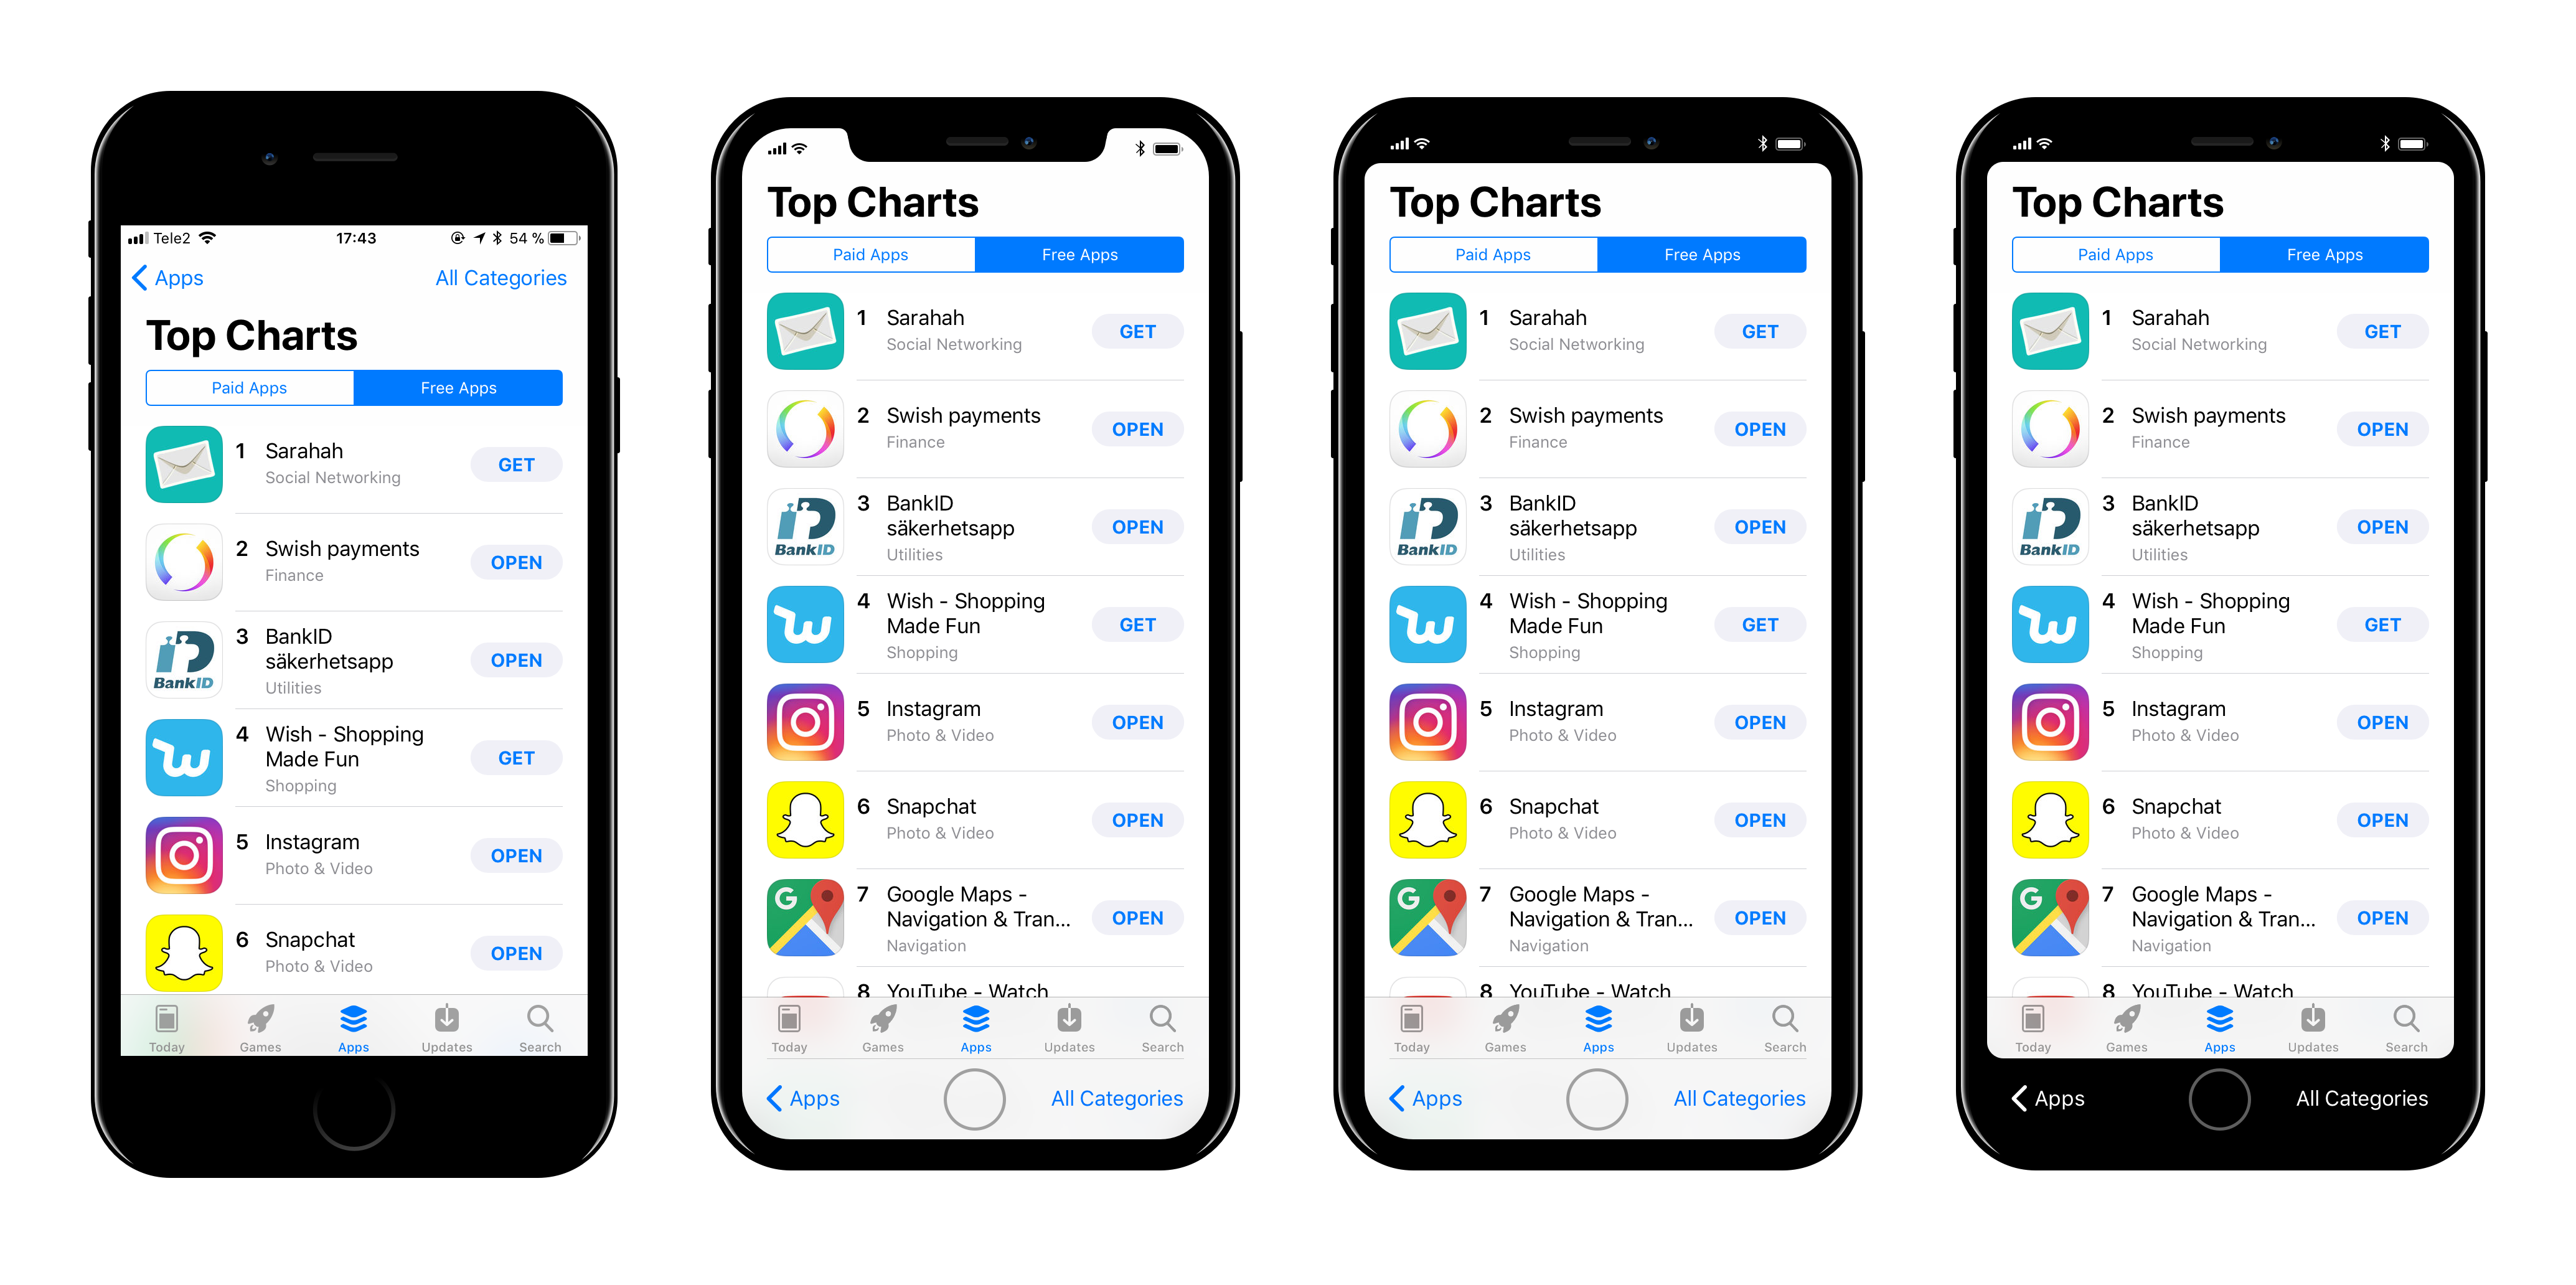 Tele2 17:43 54 %
Apps All Categories
Top Charts
Paid Apps Free Apps
1 Sarahah GET
Social Networking
2 Swish payments OPEN
Finance
BankID
3 BankID
säkerhetsapp OPEN
Utilities
4 Wish - Shopping
Made Fun GET
Shopping
5 Instagram OPEN
Photo & Video
6 Snapchat OPEN
Photo & Video
Today Games Apps Updates Search
Top Charts
Paid Apps Free Apps
1 Sarahah GET
Social Networking
2 Swish payments OPEN
Finance
BankID
3 BankID
säkerhetsapp OPEN
Utilities
4 Wish - Shopping
Made Fun GET
Shopping
5 Instagram OPEN
Photo & Video
6 Snapchat OPEN
Photo & Video
G
7 Google Maps -
Navigation & Tran... OPEN
Navigation
8 YouTube - Watch
Today Games Apps Updates Search
Apps All Categories
Top Charts
Paid Apps Free Apps
1 Sarahah GET
Social Networking
2 Swish payments OPEN
Finance
BankID
3 BankID
säkerhetsapp OPEN
Utilities
4 Wish - Shopping
Made Fun GET
Shopping
5 Instagram OPEN
Photo & Video
6 Snapchat OPEN
Photo & Video
G
7 Google Maps -
Navigation & Tran... OPEN
Navigation
8 YouTube - Watch
Today Games Apps Updates Search
Apps All Categories
Top Charts
Paid Apps Free Apps
1 Sarahah GET
Social Networking
2 Swish payments OPEN
Finance
BankID
3 BankID
säkerhetsapp OPEN
Utilities
4 Wish - Shopping
Made Fun GET
Shopping
5 Instagram OPEN
Photo & Video
6 Snapchat OPEN
Photo & Video
G
7 Google Maps -
Navigation & Tran... OPEN
Navigation
8 YouTube - Watch
Today Games Apps Updates Search
Apps All Categories